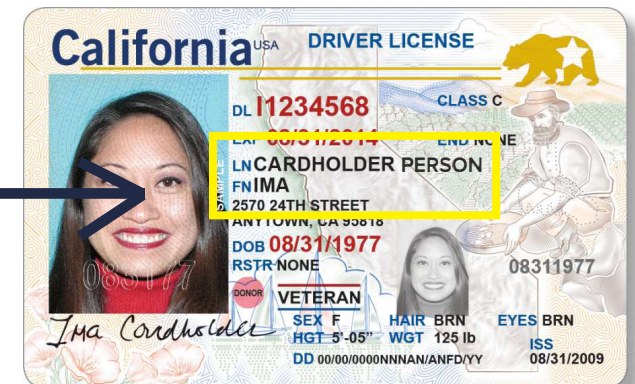 California USA DRIVER LICENSE
DL I1234568 CLASS C
EXP 08/31/2014 END NONE
LN CARDHOLDER PERSON
FN IMA
2570 24TH STREET
ANYTOWN, CA 95818
SAMPLE
DOB 08/31/1977
RSTR NONE
083177
08311977
DONOR
VETERAN
SEX F HAIR BRN EYES BRN
HGT 5'-05" WGT 125 lb ISS
DD 00/00/0000NNNAN/ANFD/YY 08/31/2009
Ima Cardholder